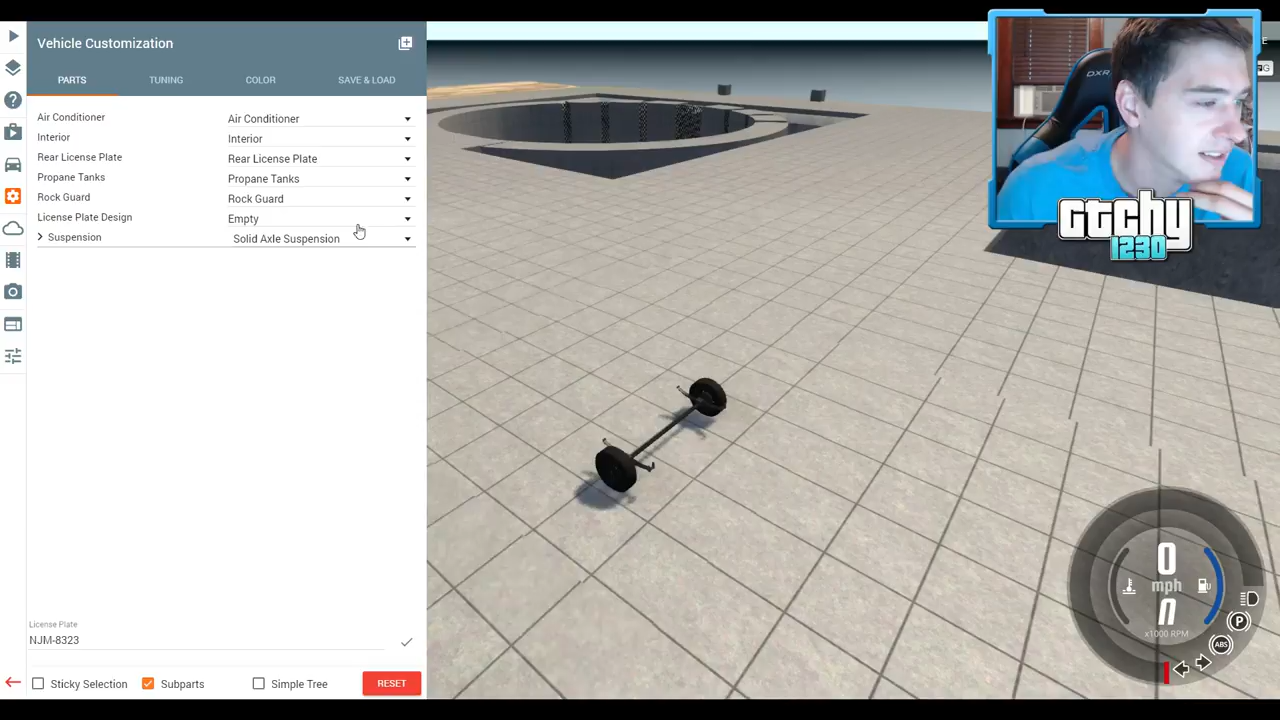 Vehicle Customization
PARTS TUNING COLOR SAVE & LOAD
Air Conditioner Air Conditioner
Interior Interior
Rear License Plate Rear License Plate
Propane Tanks Propane Tanks
Rock Guard Rock Guard
License Plate Design Empty
Suspension Solid Axle Suspension
License Plate
NJM-8323
Sticky Selection Subparts Simple Tree RESET
DXR
Gtchy
1230
0
mph
n
x1000 RPM
P
ABS